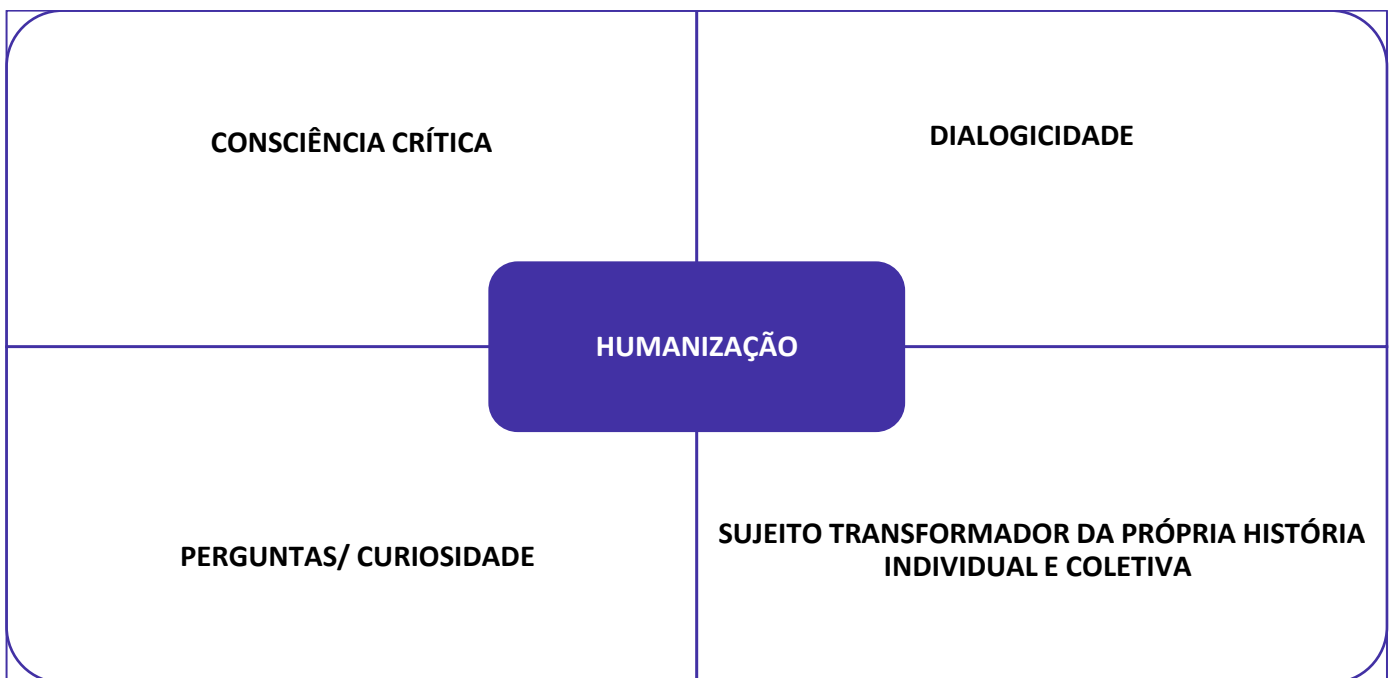 CONSCIÊNCIA CRÍTICA
DIALOGICIDADE
HUMANIZAÇÃO
PERGUNTAS/ CURIOSIDADE
SUJEITO TRANSFORMADOR DA PRÓPRIA HISTÓRIA
INDIVIDUAL E COLETIVA